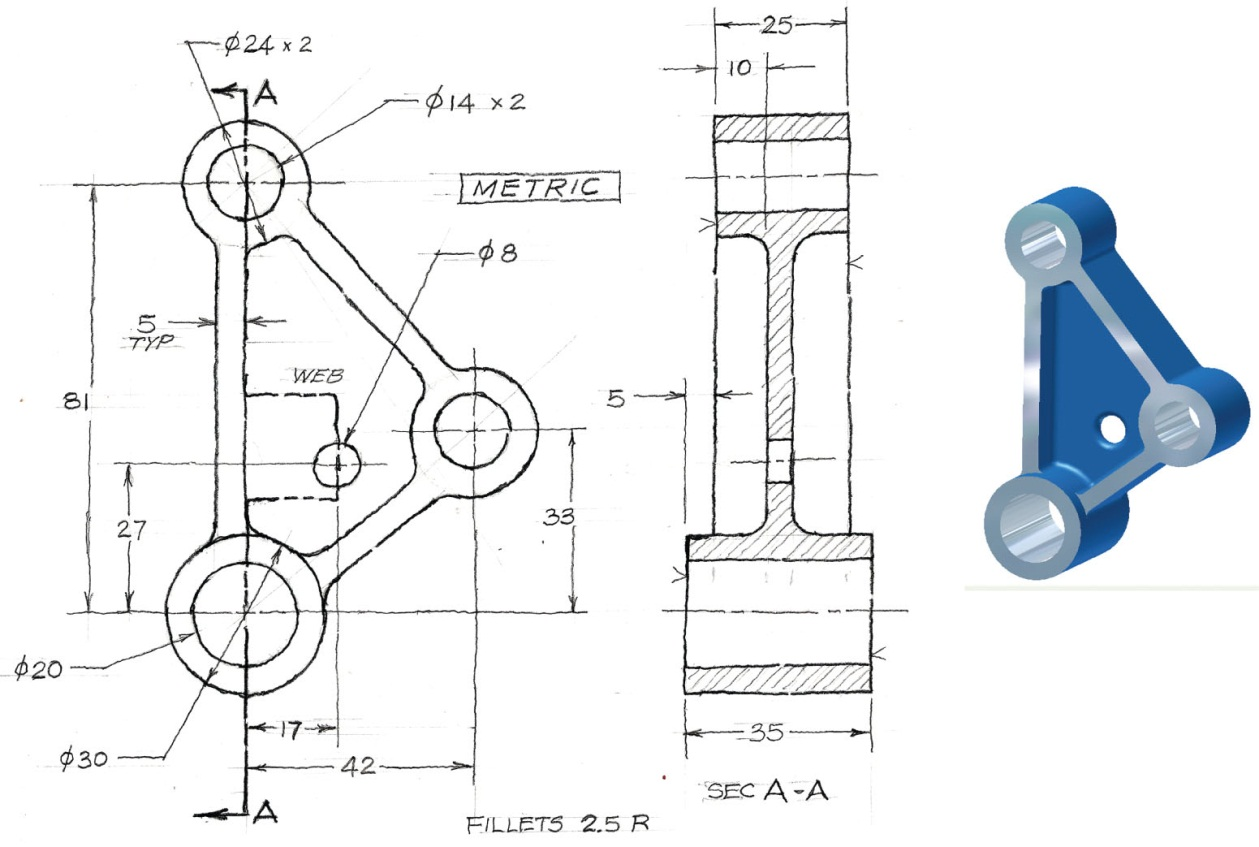 25
φ24 x 2
10
A
φ14 x 2
METRIC
φ8
5
TYP
WEB
81
5
27
33
φ20
17
35
φ30
42
SEC A-A
A
FILLETS 2.5 R